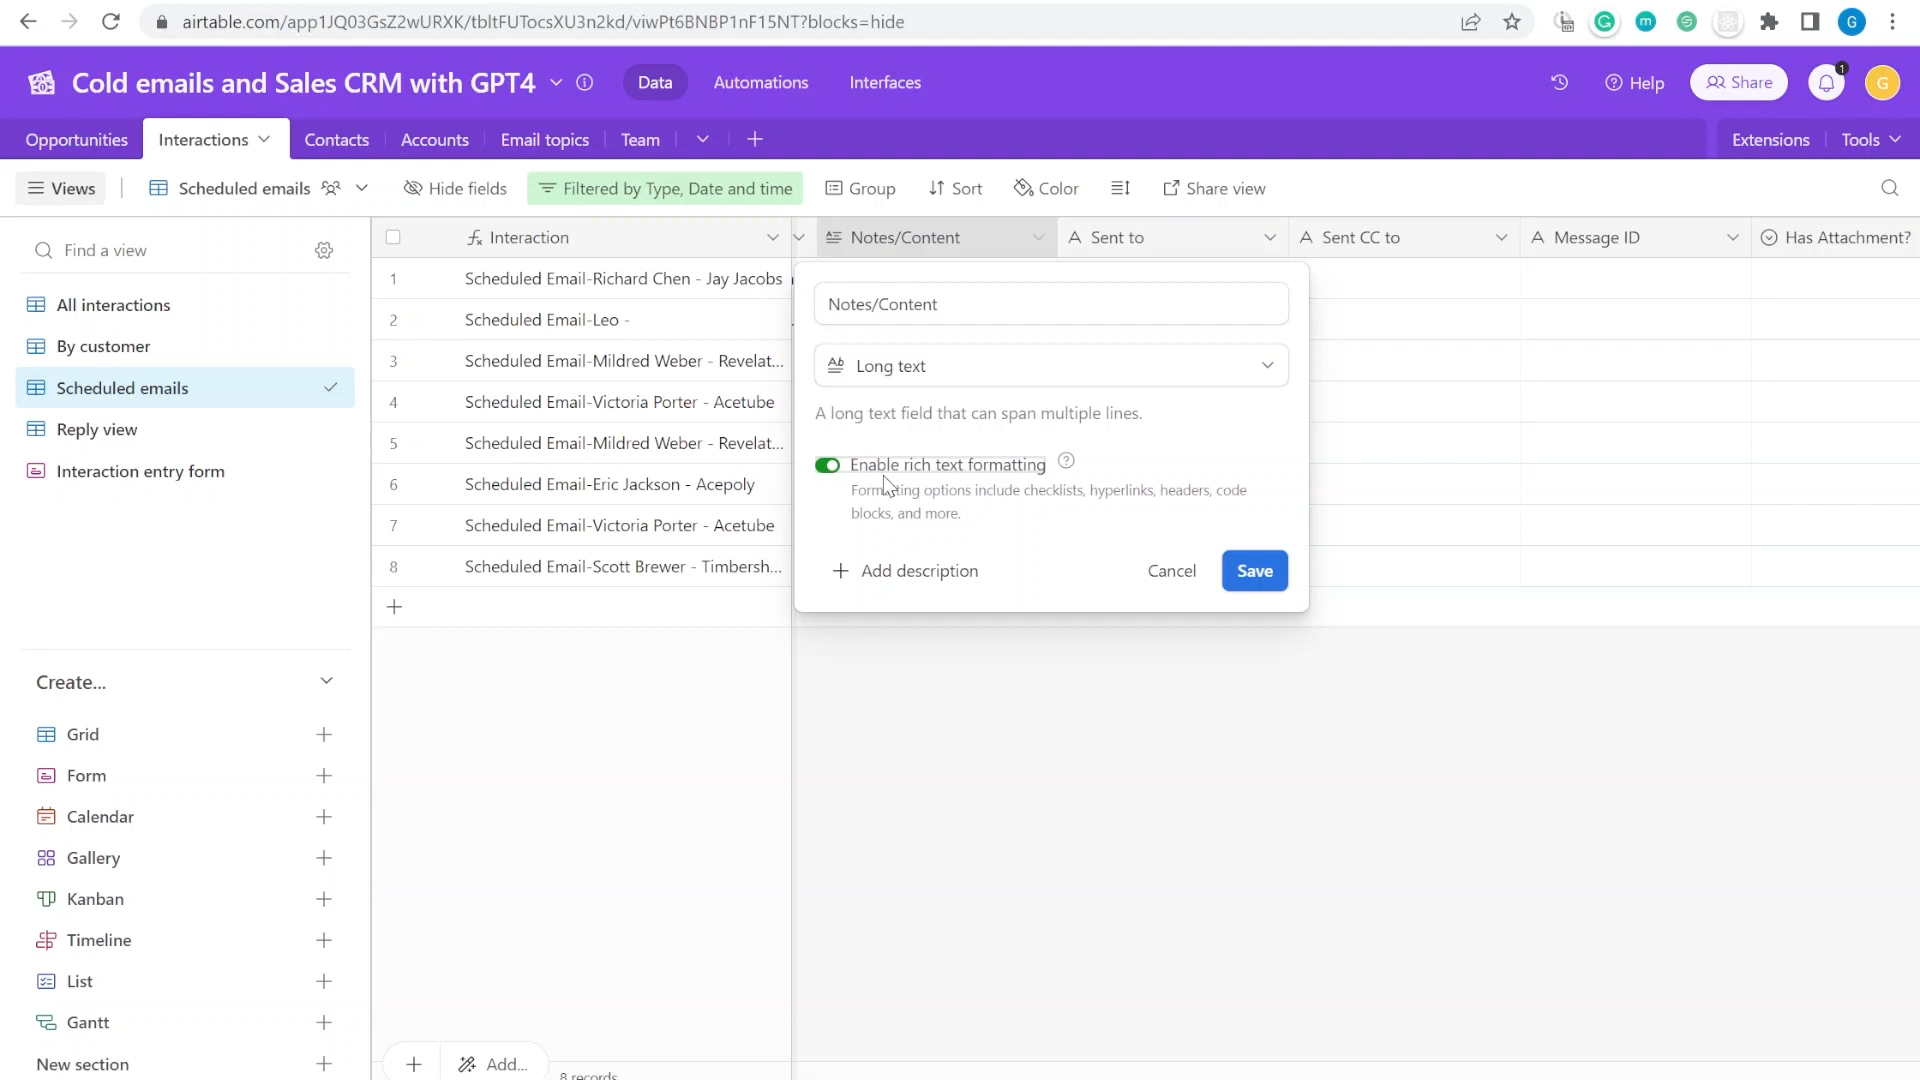 airtable.com/app1JQ03GsZ2wURXK/tbltFUTocsXU3n2kd/viwPt6BNBP1nF15NT?blocks=hide
G
m
G
Cold emails and Sales CRM with GPT4
Data
Automations
Interfaces
Help
Share
1
G
Opportunities
Interactions
Contacts
Accounts
Email topics
Team
Extensions
Tools
Views
Scheduled emails
Hide fields
Filtered by Type, Date and time
Group
Sort
Color
Share view
Find a view
Interaction
Notes/Content
Sent to
Sent CC to
Message ID
Has Attachment?
All interactions
By customer
Scheduled emails
Reply view
Interaction entry form
1 Scheduled Email-Richard Chen - Jay Jacobs
2 Scheduled Email-Leo -
3 Scheduled Email-Mildred Weber - Revelat...
4 Scheduled Email-Victoria Porter - Acetube
5 Scheduled Email-Mildred Weber - Revelat...
6 Scheduled Email-Eric Jackson - Acepoly
7 Scheduled Email-Victoria Porter - Acetube
8 Scheduled Email-Scott Brewer - Timbersh...
Notes/Content
Long text
A long text field that can span multiple lines.
Enable rich text formatting
Formatting options include checklists, hyperlinks, headers, code
blocks, and more.
Add description
Cancel
Save
Create...
Grid
Form
Calendar
Gallery
Kanban
Timeline
List
Gantt
New section
Add...
8 records